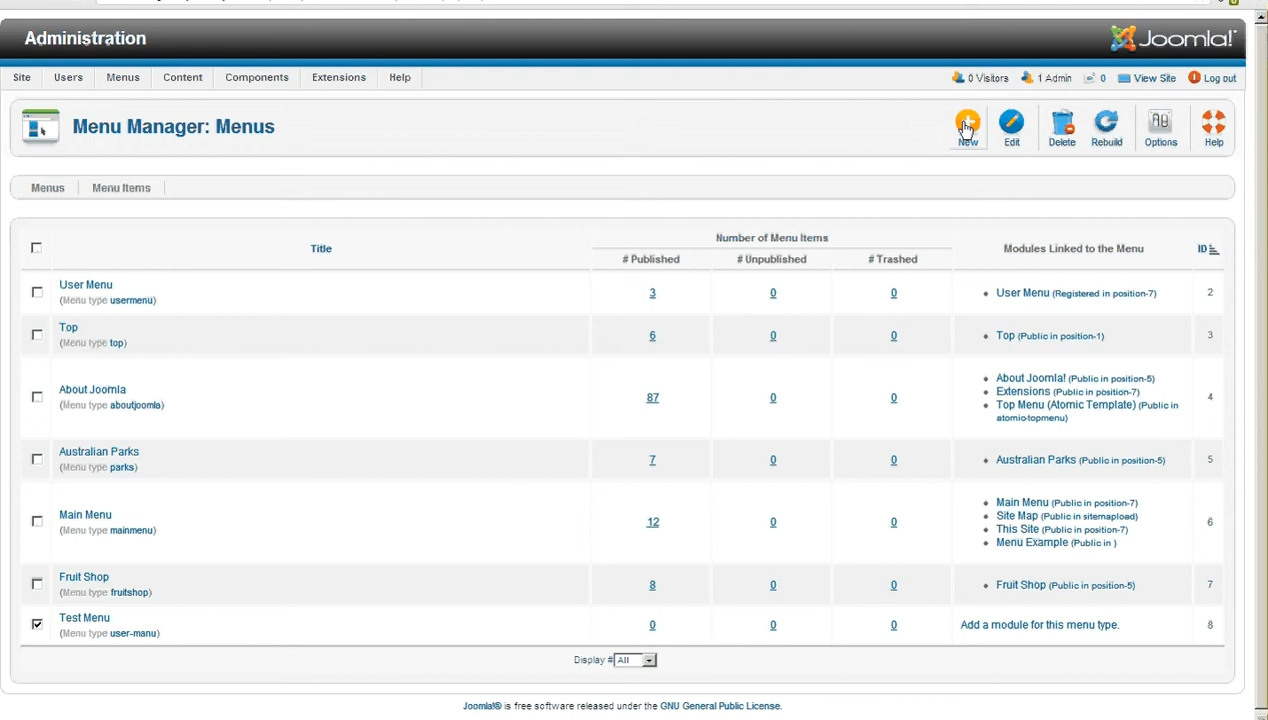 Administration
Joomla!
Site Users Menus Content Components Extensions Help
0 Visitors 1 Admin 0 View Site Log out
Menu Manager: Menus
New Edit Delete Rebuild Options Help
Menus Menu Items
Title Number of Menu Items Modules Linked to the Menu ID
# Published # Unpublished # Trashed
User Menu
(Menu type usermenu)
3 0 0
User Menu (Registered in position-7)
2
Top
(Menu type top)
6 0 0
Top (Public in position-1)
3
About Joomla
(Menu type aboutjoomla)
87 0 0
About Joomla! (Public in position-5)
Extensions (Public in position-7)
Top Menu (Atomic Template) (Public in
atomic-topmenu)
4
Australian Parks
(Menu type parks)
7 0 0
Australian Parks (Public in position-5)
5
Main Menu
(Menu type mainmenu)
12 0 0
Main Menu (Public in position-7)
Site Map (Public in sitemapload)
This Site (Public in position-7)
Menu Example (Public in )
6
Fruit Shop
(Menu type fruitshop)
8 0 0
Fruit Shop (Public in position-5)
7
Test Menu
(Menu type user-manu)
0 0 0
Add a module for this menu type.
8
Display # All
Joomla!® is free software released under the GNU General Public License.